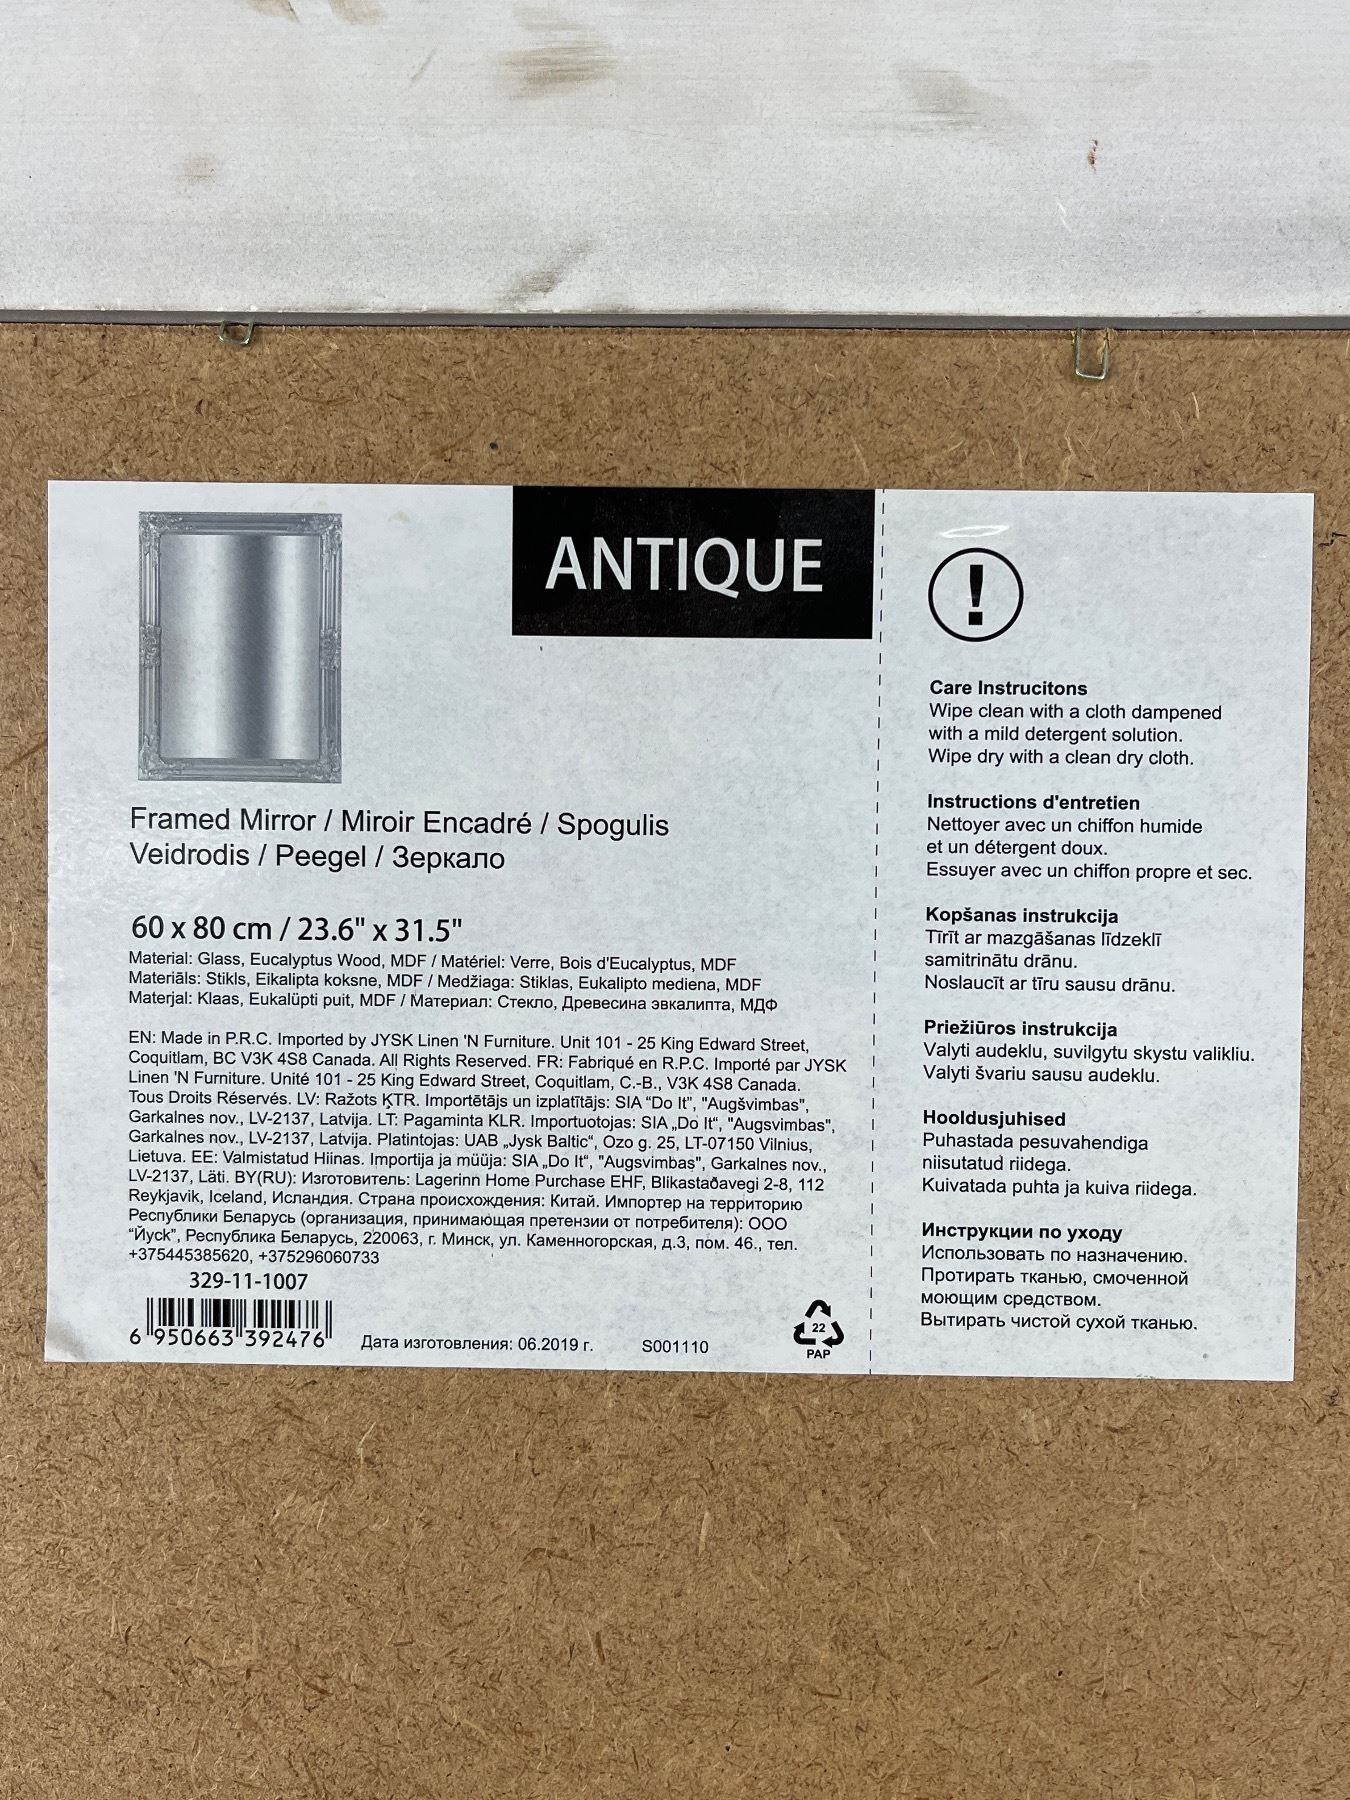 ANTIQUE
Framed Mirror / Miroir Encadré / Spogulis
Veidrodis / Peegel / Зеркало
60 x 80 cm / 23.6" x 31.5"
Material: Glass, Eucalyptus Wood, MDF / Matériel: Verre, Bois d'Eucalyptus, MDF
Materiāls: Stikls, Eikalipta koksne, MDF / Medžiaga: Stiklas, Eukalipto mediena, MDF
Materjal: Klaas, Eukalüpti puit, MDF / Материал: Стекло, Древесина эвкалипта, МДФ
EN: Made in P.R.C. Imported by JYSK Linen 'N Furniture. Unit 101 - 25 King Edward Street,
Coquitlam, BC V3K 4S8 Canada. All Rights Reserved. FR: Fabriqué en R.P.C. Importé par JYSK
Linen 'N Furniture. Unité 101 - 25 King Edward Street, Coquitlam, C.-B., V3K 4S8 Canada.
Tous Droits Réservés. LV: Ražots ĶTR. Importētājs un izplatītājs: SIA “Do It”, "Augšvimbas",
Garkalnes nov., LV-2137, Latvija. LT: Pagaminta KLR. Importuotojas: SIA „Do It“, "Augsvimbas",
Garkalnes nov., LV-2137, Latvija. Platintojas: UAB „Jysk Baltic“, Ozo g. 25, LT-07150 Vilnius,
Lietuva. EE: Valmistatud Hiinas. Importija ja müüja: SIA „Do It“, "Augsvimbas", Garkalnes nov.,
LV-2137, Läti. BY(RU): Изготовитель: Lagerinn Home Purchase EHF, Blikastaðavegi 2-8, 112
Reykjavik, Iceland, Исландия. Страна происхождения: Китай. Импортер на территорию
Республики Беларусь (организация, принимающая претензии от потребителя): ООО
“Йуск”, Республика Беларусь, 220063, г. Минск, ул. Каменногорская, д.3, пом. 46., тел.
+375445385620, +375296060733
329-11-1007
6 950663 392476
Дата изготовления: 06.2019 г.
S001110
22
PAP
!
Care Instrucitons
Wipe clean with a cloth dampened
with a mild detergent solution.
Wipe dry with a clean dry cloth.
Instructions d'entretien
Nettoyer avec un chiffon humide
et un détergent doux.
Essuyer avec un chiffon propre et sec.
Kopšanas instrukcija
Tīrīt ar mazgāšanas līdzeklī
samitrinātu drānu.
Noslaucīt ar tīru sausu drānu.
Priežiūros instrukcija
Valyti audeklu, suvilgytu skystu valikliu.
Valyti švariu sausu audeklu.
Hooldusjuhised
Puhastada pesuvahendiga
niisutatud riidega.
Kuivatada puhta ja kuiva riidega.
Инструкции по уходу
Использовать по назначению.
Протирать тканью, смоченной
моющим средством.
Вытирать чистой сухой тканью.